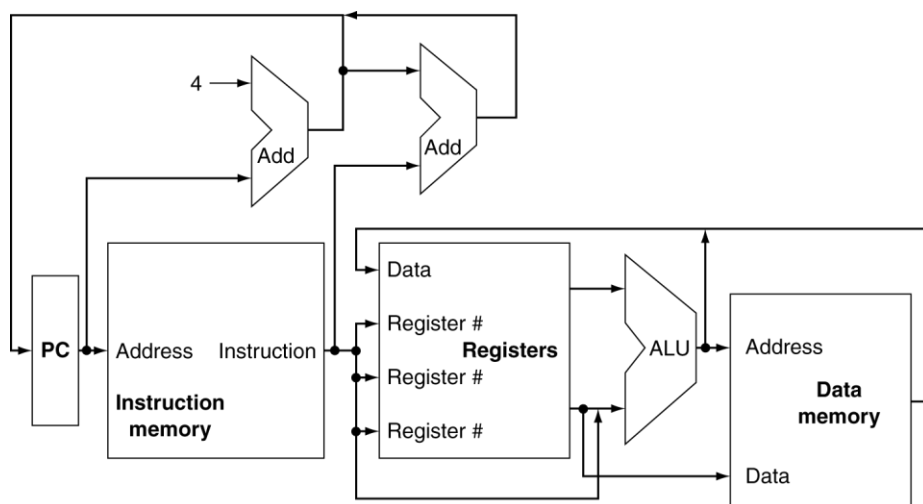 4
Add
Add
Data
Register #
Registers
ALU
PC
Address
Instruction
Address
Instruction
memory
Register #
Data
memory
Register #
Data